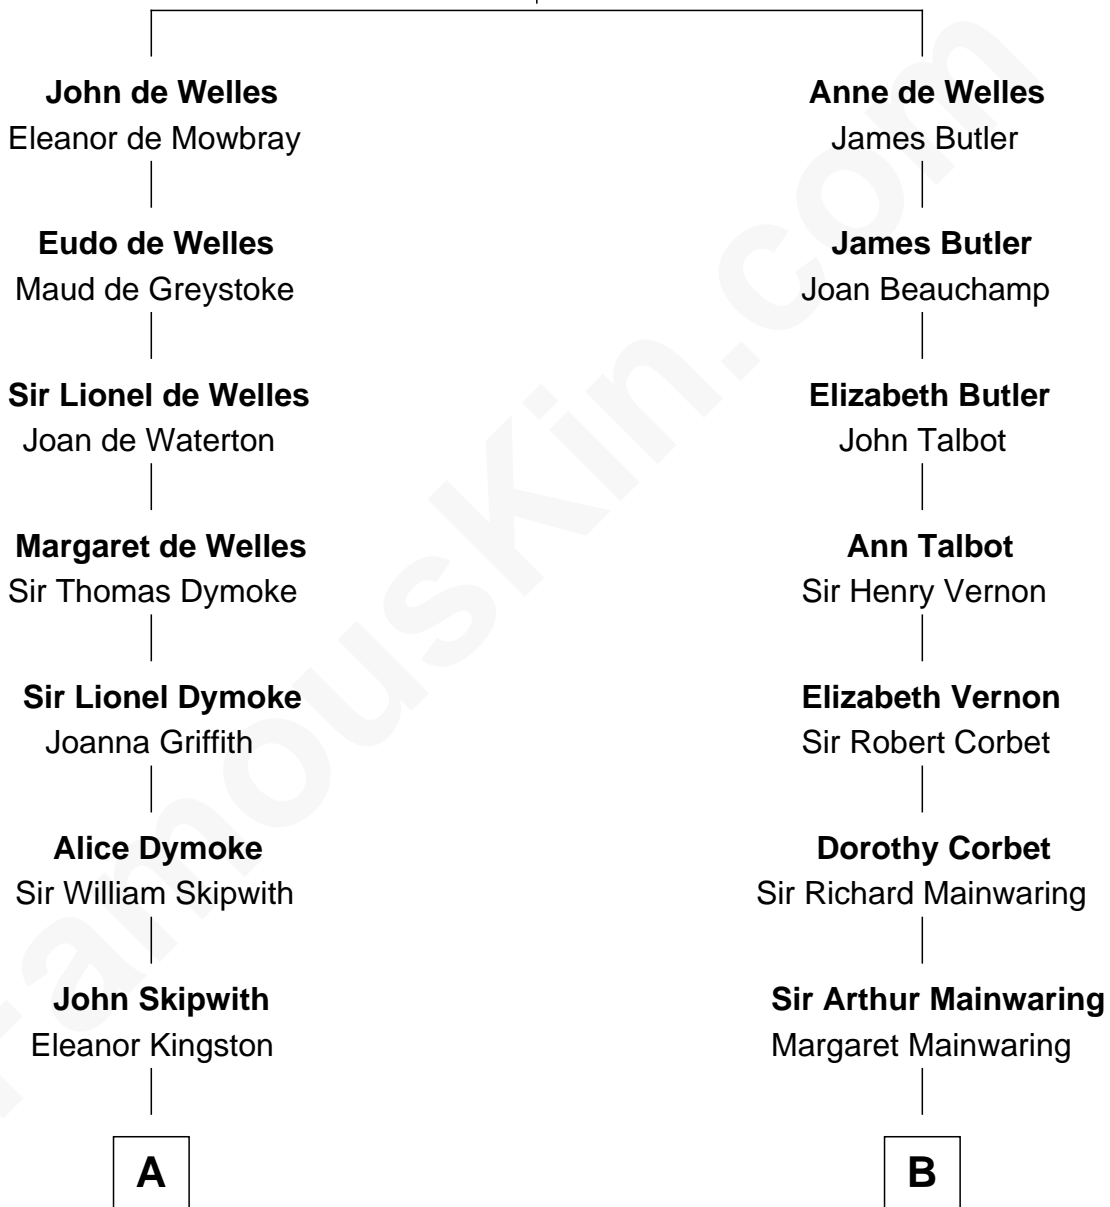 John de Welles
Eleanor de Mowbray
Eudo de Welles
Maud de Greystoke
Sir Lionel de Welles
Joan de Waterton
Margaret de Welles
Sir Thomas Dymoke
Sir Lionel Dymoke
Joanna Griffith
Alice Dymoke
Sir William Skipwith
John Skipwith
Eleanor Kingston
A
Anne de Welles
James Butler
James Butler
Joan Beauchamp
Elizabeth Butler
John Talbot
Ann Talbot
Sir Henry Vernon
Elizabeth Vernon
Sir Robert Corbet
Dorothy Corbet
Sir Richard Mainwaring
Sir Arthur Mainwaring
Margaret Mainwaring
B
FamousKin.com